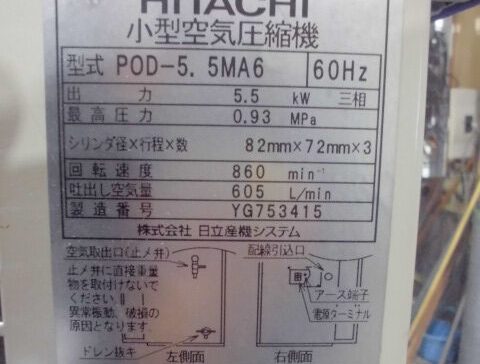 HITACHI
小型空気圧縮機
型式 POD-5.5MA6 60Hz
出力 5.5 kW 三相
最高圧力 0.93 MPa
シリンダ径×行程×数 82mm×72mm×3
回転速度 860 min⁻¹
吐出し空気量 605 L/min
製造番号 YG753415
株式会社 日立産機システム
空気取出口(止メ弁)
止メ弁に直接重量
物を取付けないで
ください。
異常振動、破損の
原因となります。
ドレン抜キ
左側面
配線引込口
アース端子
電源ターミナル
右側面